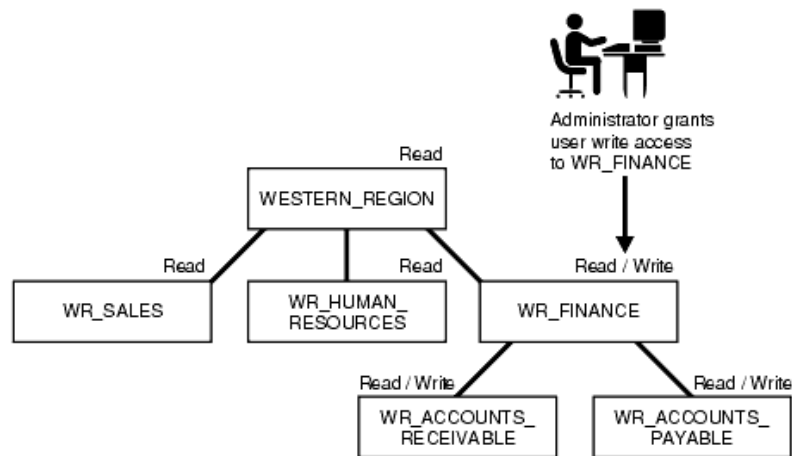 Administrator grants
user write access
to WR_FINANCE
Read
WESTERN_REGION
Read
Read
Read / Write
WR_SALES
WR_HUMAN_
RESOURCES
WR_FINANCE
Read / Write
Read / Write
WR_ACCOUNTS_
RECEIVABLE
WR_ACCOUNTS_
PAYABLE